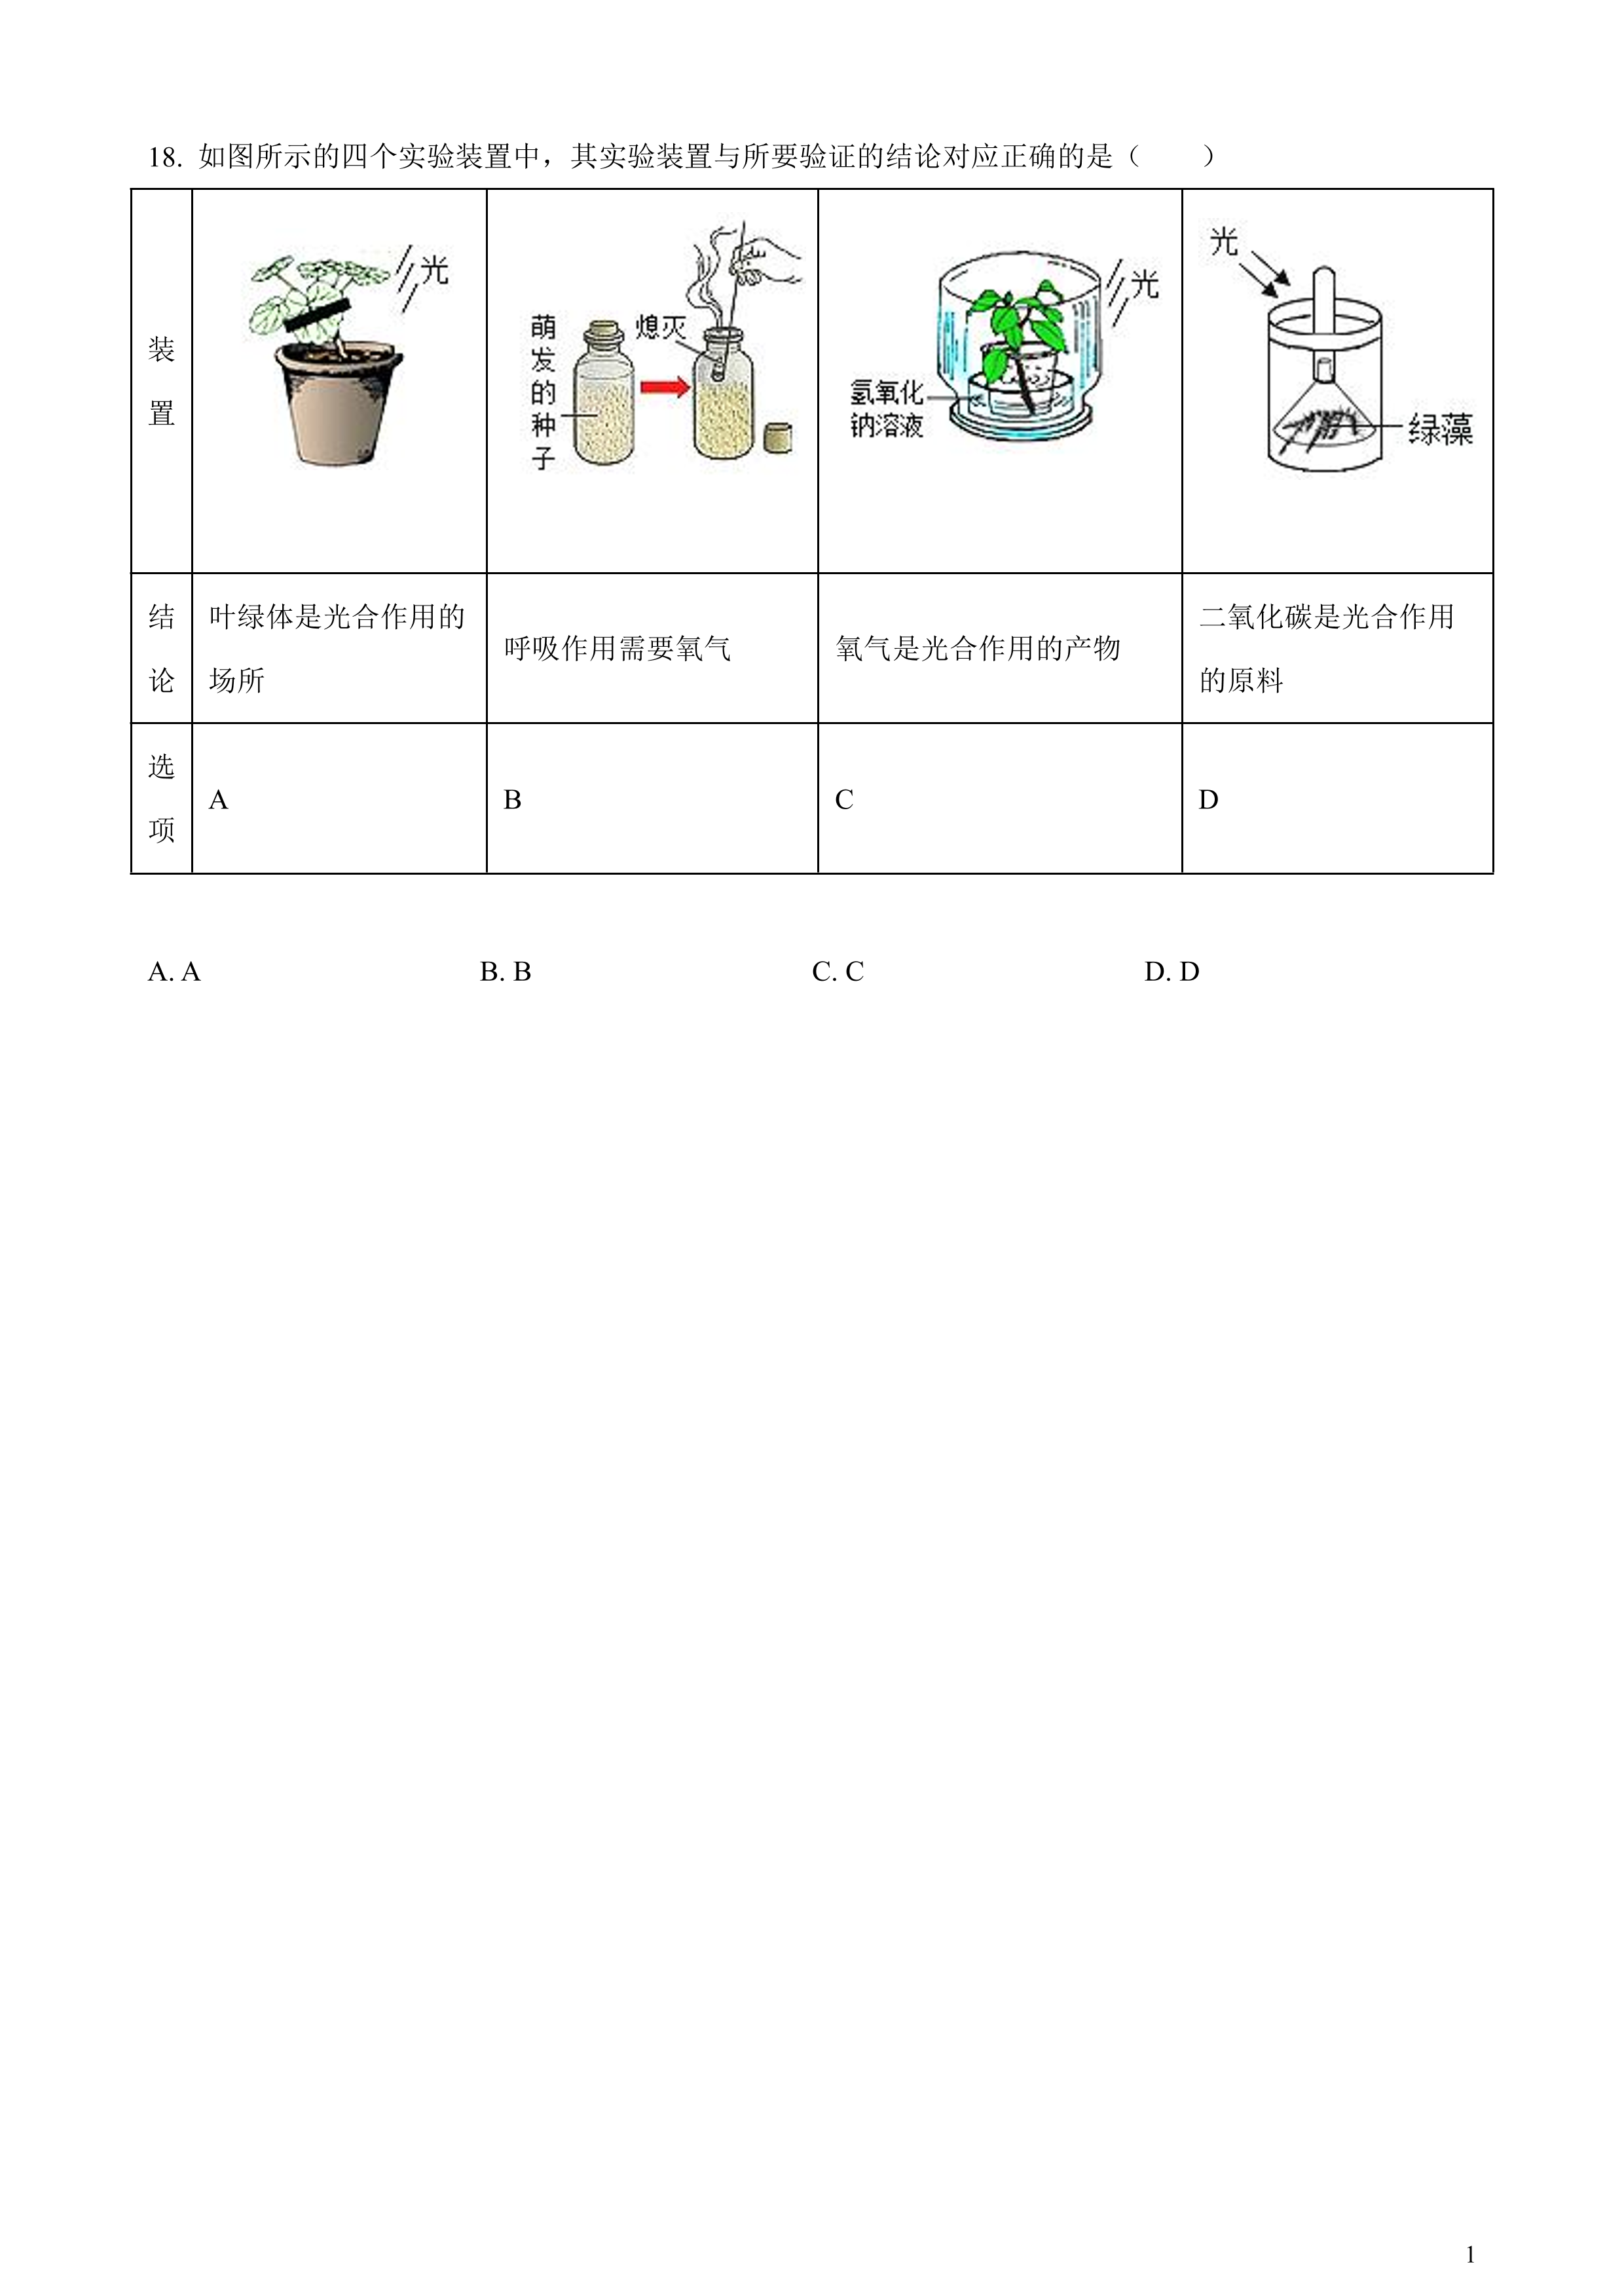 18. 如图所示的四个实验装置中，其实验装置与所要验证的结论对应正确的是（  ）
装
置
光
萌
发
的
种
子
熄灭
氢氧化
钠溶液
光
光
绿藻
结
论
叶绿体是光合作用的
场所
呼吸作用需要氧气
氧气是光合作用的产物
二氧化碳是光合作用
的原料
选
项
A
B
C
D
A. A B. B C. C D. D
1